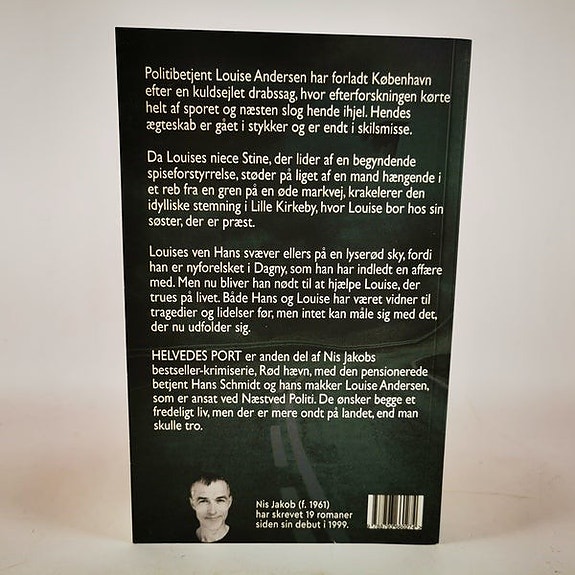 Politibetjent Louise Andersen har forladt København
efter en kuldsejlet drabssag, hvor efterforskningen kørte
helt af sporet og næsten slog hende ihjel. Hendes
ægteskab er gået i stykker og er endt i skilsmisse.
Da Louises niece Stine, der lider af en begyndende
spiseforstyrrelse, støder på liget af en mand hængende i
et reb fra en gren på en øde markvej, krakelerer den
idylliske stemning i Lille Kirkeby, hvor Louise bor hos sin
søster, der er præst.
Louises ven Hans svæver ellers på en lyserød sky, fordi
han er nyforelsket i Dagny, som han har indledt en affære
med. Men nu bliver han nødt til at hjælpe Louise, der
trues på livet. Både Hans og Louise har været vidner til
tragedier og lidelser før, men intet kan måle sig med det,
der nu udfolder sig.
HELVEDES PORT er anden del af Nis Jakobs
bestseller-krimiserie, Rød hævn, med den pensionerede
betjent Hans Schmidt og hans makker Louise Andersen,
som er ansat ved Næstved Politi. De ønsker begge et
fredeligt liv, men der er mere ondt på landet, end man
skulle tro.
Nis Jakob (f. 1961)
har skrevet 19 romaner
siden sin debut i 1999.